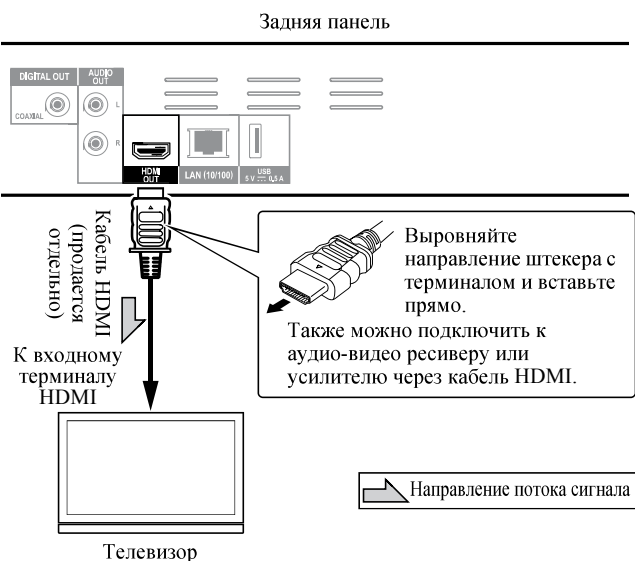 Задняя панель
DIGITAL OUT
COAXIAL
AUDIO
OUT
L
R
HDMI
OUT
LAN (10/100)
USB
5 V ⎓ 0,5 A
Кабель HDMI
(продается
отдельно)
К входному
терминалу
HDMI
Выровняйте
направление штекера с
терминалом и вставьте
прямо.
Также можно подключить к
аудио-видео ресиверу или
усилителю через кабель HDMI.
Направление потока сигнала
Телевизор